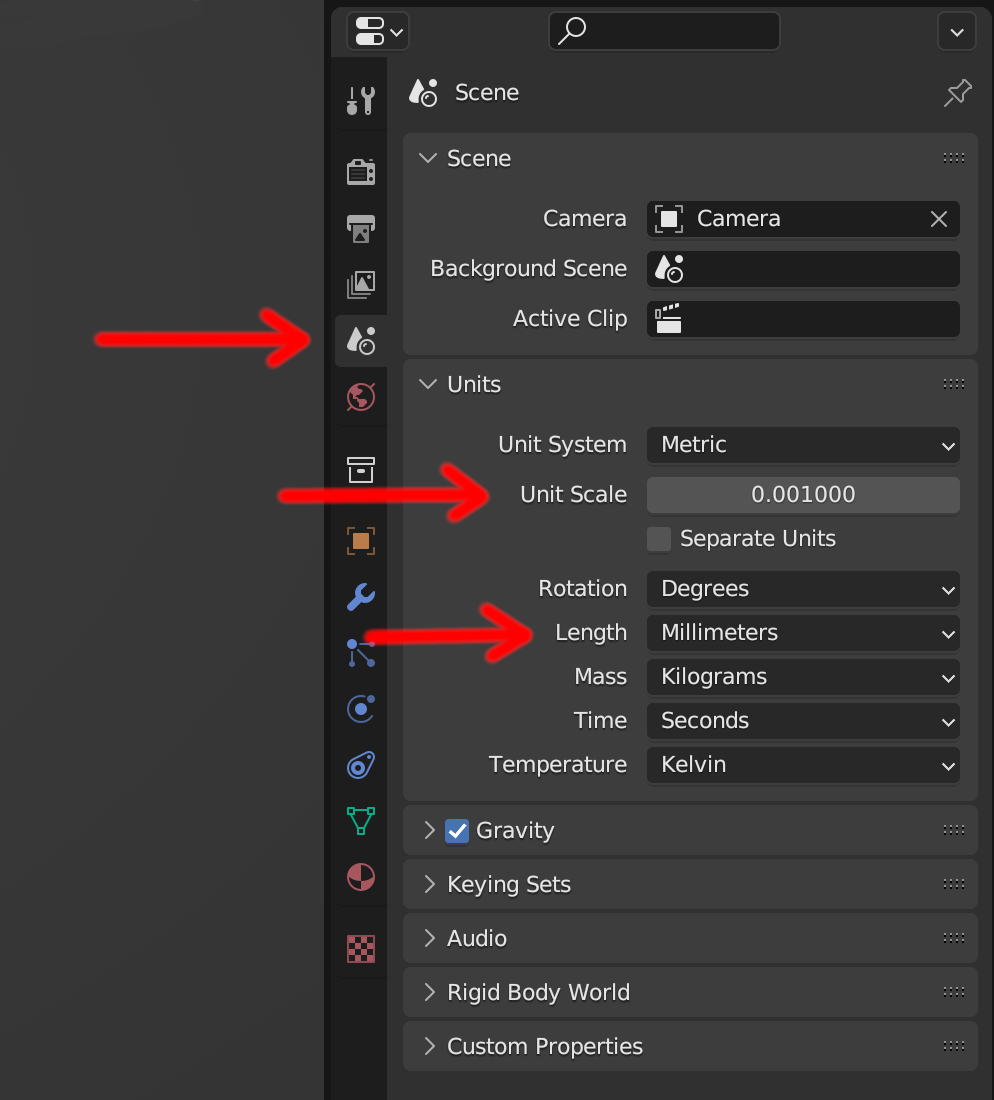 Scene
Scene
Camera Camera
Background Scene
Active Clip
Units
Unit System Metric
Unit Scale 0.001000
Separate Units
Rotation Degrees
Length Millimeters
Mass Kilograms
Time Seconds
Temperature Kelvin
Gravity
Keying Sets
Audio
Rigid Body World
Custom Properties